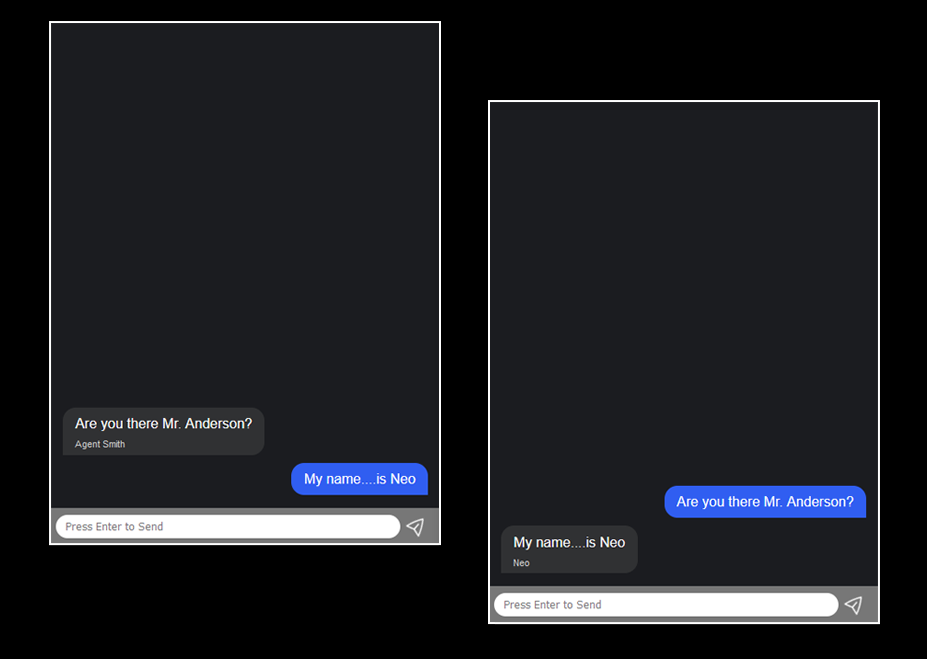 Are you there Mr. Anderson?
Agent Smith
My name....is Neo
Press Enter to Send
Are you there Mr. Anderson?
My name....is Neo
Neo
Press Enter to Send